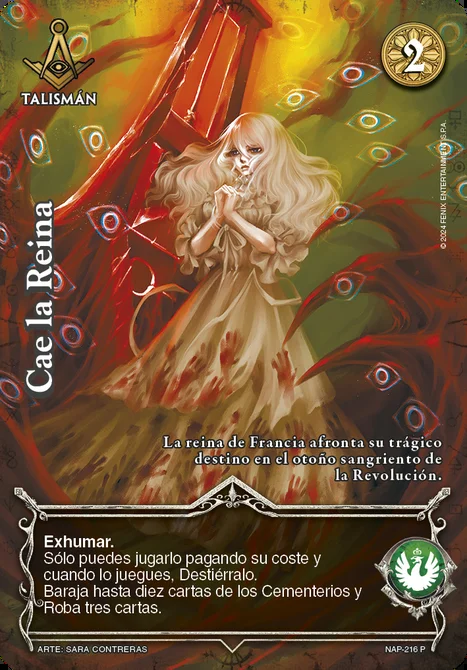 2
TALISMÁN
© 2024 FENIX ENTERTAINMENT S.P.A.
Cae la Reina
La reina de Francia afronta su trágico
destino en el otoño sangriento de
la Revolución.
Exhumar.
Sólo puedes jugarlo pagando su coste y
cuando lo juegues, Destiérralo.
Baraja hasta diez cartas de los Cementerios y
Roba tres cartas.
ARTE: SARA CONTRERAS
NAP-216 P